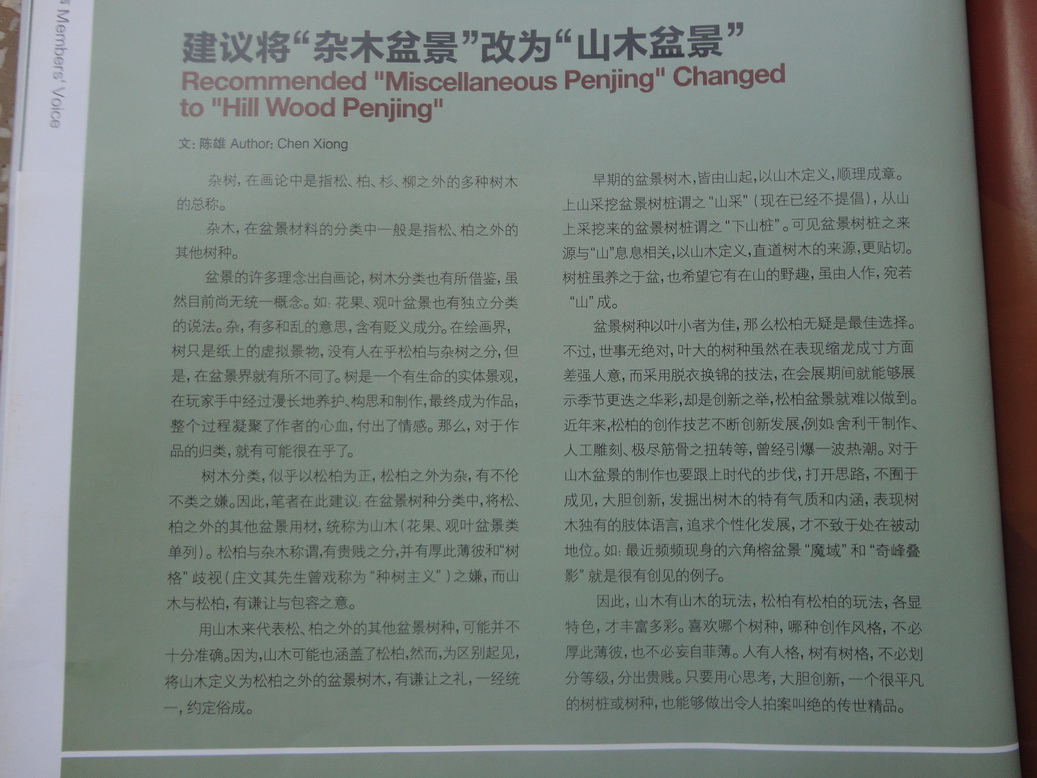 Members' Voice
建议将“杂木盆景”改为“山木盆景”
Recommended "Miscellaneous Penjing" Changed
to "Hill Wood Penjing"
文: 陈雄 Author: Chen Xiong
杂树, 在画论中是指松、柏、杉、柳之外的多种树木
的总称。
杂木, 在盆景材料的分类中一般是指松、柏之外的
其他树种。
盆景的许多理念出自画论, 树木分类也有所借鉴, 虽
然目前尚无统一概念。如: 花果、观叶盆景也有独立分类
的说法。杂, 有多和乱的意思, 含有贬义成分。在绘画界,
树只是纸上的虚拟景物, 没有人在乎松柏与杂树之分, 但
是, 在盆景界就有所不同了。树是一个有生命的实体景观,
在玩家手中经过漫长地养护、构思和制作, 最终成为作品,
整个过程凝聚了作者的心血, 付出了情感。那么, 对于作
品的归类, 就有可能很在乎了。
树木分类, 似乎以松柏为正, 松柏之外为杂, 有不伦
不类之嫌。因此, 笔者在此建议: 在盆景树种分类中, 将松、
柏之外的其他盆景用材, 统称为山木(花果、观叶盆景类
单列)。松柏与杂木称谓, 有贵贱之分, 并有厚此薄彼和“树
格”歧视(庄文其先生曾戏称为“种树主义”)之嫌, 而山
木与松柏, 有谦让与包容之意。
用山木来代表松、柏之外的其他盆景树种, 可能并不
十分准确。因为, 山木可能也涵盖了松柏, 然而, 为区别起见,
将山木定义为松柏之外的盆景树木, 有谦让之礼, 一经统
一, 约定俗成。
早期的盆景树木, 皆由山起, 以山木定义, 顺理成章。
上山采挖盆景树桩谓之“山采”(现在已经不提倡), 从山
上采挖来的盆景树桩谓之“下山桩”。可见盆景树桩之来
源与“山”息息相关, 以山木定义, 直道树木的来源, 更贴切。
树桩虽养之于盆, 也希望它有在山的野趣, 虽由人作, 宛若
“山”成。
盆景树种以叶小者为佳, 那么松柏无疑是最佳选择。
不过, 世事无绝对, 叶大的树种虽然在表现缩龙成寸方面
差强人意, 而采用脱衣换锦的技法, 在会展期间就能够展
示季节更迭之华彩, 却是创新之举, 松柏盆景就难以做到。
近年来, 松柏的创作技艺不断创新发展, 例如: 舍利干制作、
人工雕刻、极尽筋骨之扭转等, 曾经引爆一波热潮。对于
山木盆景的制作也要跟上时代的步伐, 打开思路, 不囿于
成见, 大胆创新, 发掘出树木的特有气质和内涵, 表现树
木独有的肢体语言, 追求个性化发展, 才不致于处在被动
地位。如: 最近频频现身的六角榕盆景“魔域”和“奇峰叠
影”就是很有创见的例子。
因此, 山木有山木的玩法, 松柏有松柏的玩法, 各显
特色, 才丰富多彩。喜欢哪个树种, 哪种创作风格, 不必
厚此薄彼, 也不必妄自菲薄。人有人格, 树有树格, 不必划
分等级, 分出贵贱。只要用心思考, 大胆创新, 一个很平凡
的树桩或树种, 也能够做出令人拍案叫绝的传世精品。